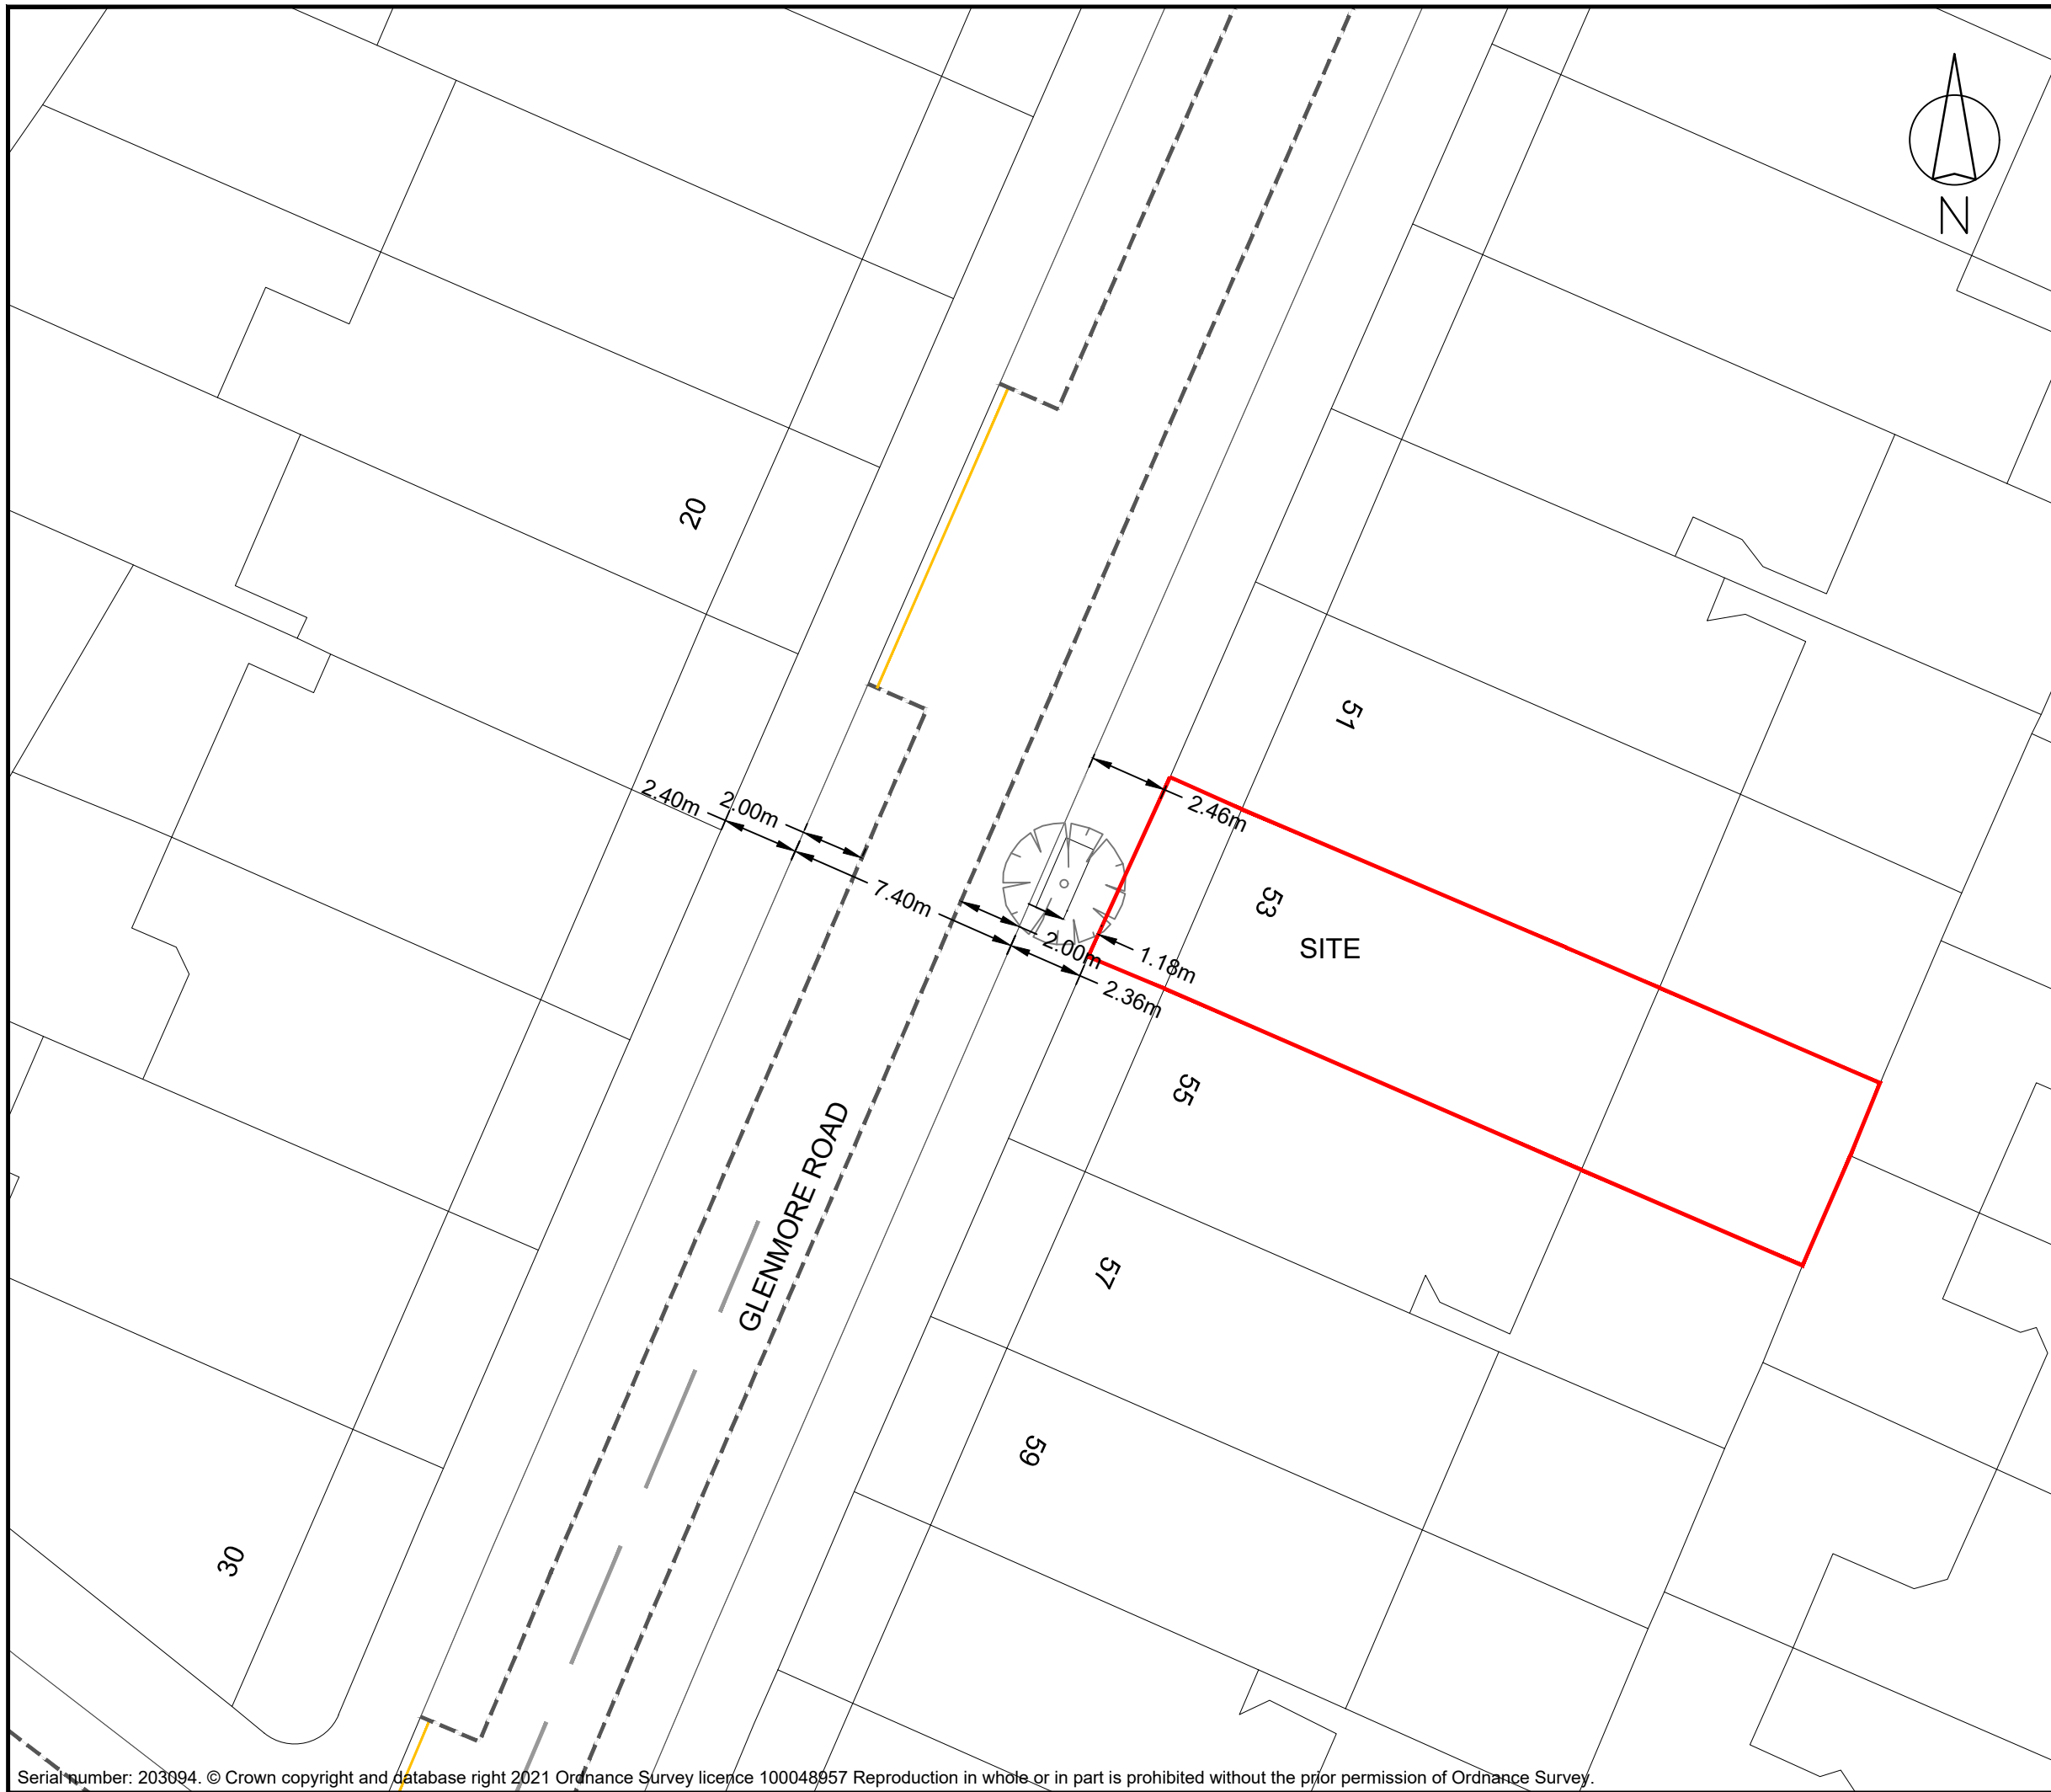 N
20
51
2.40m
2.00m
2.46m
7.40m
53
SITE
2.00m
1.18m
2.36m
55
GLENMORE ROAD
57
59
30
Serial number: 203094. © Crown copyright and database right 2021 Ordnance Survey licence 100048957 Reproduction in whole or in part is prohibited without the prior permission of Ordnance Survey.